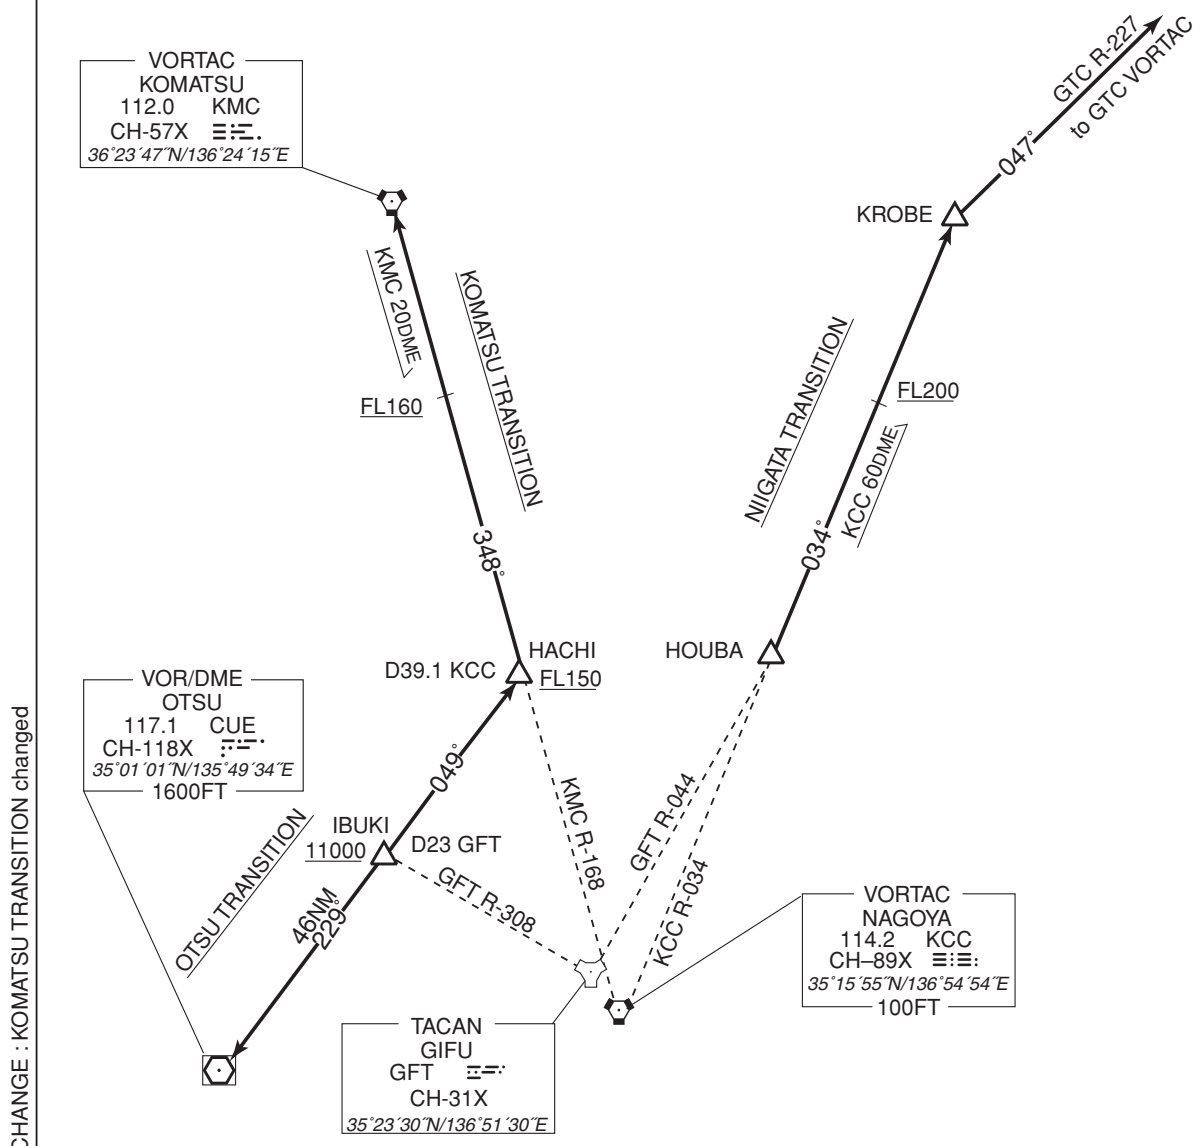 VORTAC
KOMATSU
112.0 KMC
CH-57X
36°23´47˝N/136°24´15˝E
GTC R-227
to GTC VORTAC
047°
KROBE
KMC 20DME
KOMATSU TRANSITION
FL160
NIIGATA TRANSITION
FL200
KCC 60DME
348°
034°
HACHI
D39.1 KCC
FL150
HOUBA
VOR/DME
OTSU
117.1 CUE
CH-118X
35°01´01˝N/135°49´34˝E
1600FT
049°
IBUKI
11000
D23 GFT
OTSU TRANSITION
46NM
229°
GFT R-308
KMC R-168
GFT R-044
KCC R-034
VORTAC
NAGOYA
114.2 KCC
CH–89X
35°15´55˝N/136°54´54˝E
100FT
TACAN
GIFU
GFT
CH-31X
35°23´30˝N/136°51´30˝E
CHANGE : KOMATSU TRANSITION changed